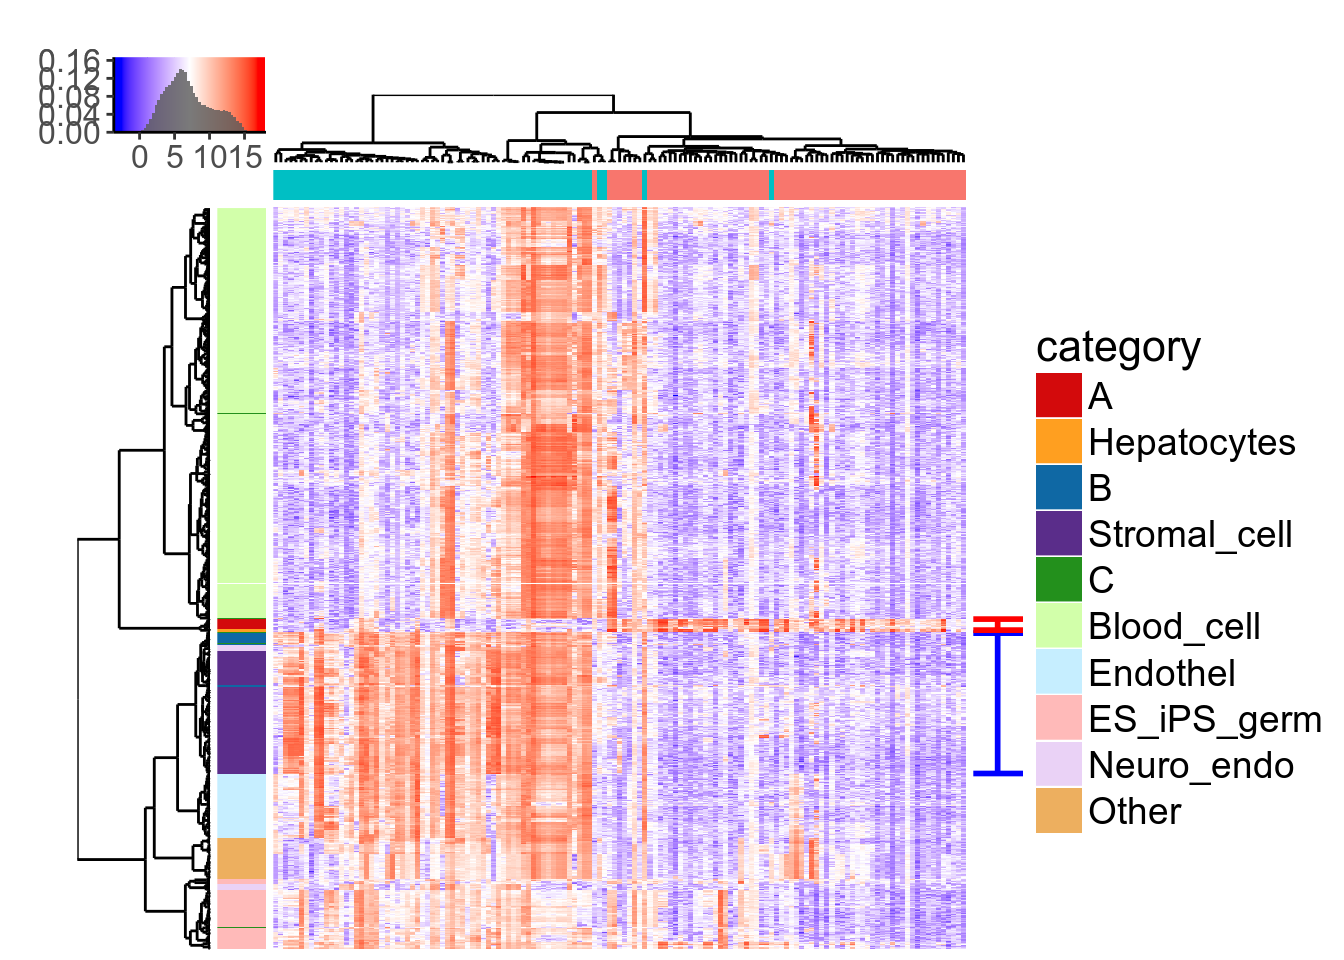 0.16
0.12
0.08
0.04
0.00
0 5 10 15
category
A
Hepatocytes
B
Stromal_cell
C
Blood_cell
Endothel
ES_iPS_germ
Neuro_endo
Other